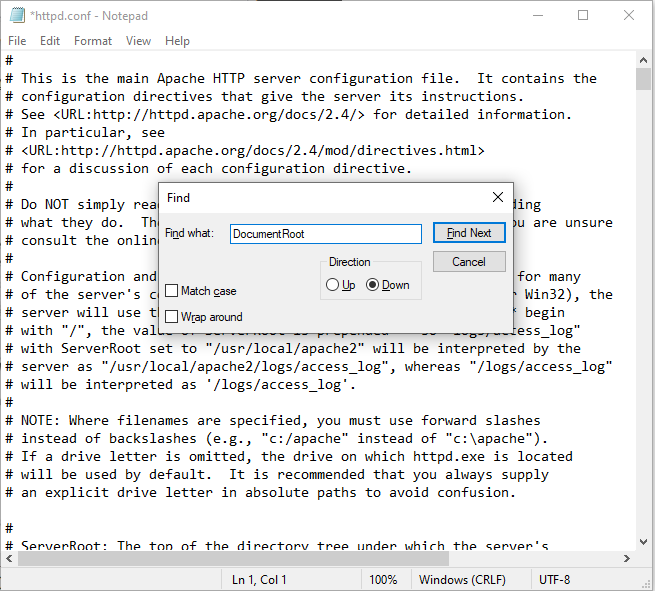 *httpd.conf - Notepad
File Edit Format View Help
#
# This is the main Apache HTTP server configuration file.  It contains the
# configuration directives that give the server its instructions.
# See <URL:http://httpd.apache.org/docs/2.4/> for detailed information.
# In particular, see
# <URL:http://httpd.apache.org/docs/2.4/mod/directives.html>
# for a discussion of each configuration directive.
#
# Do NOT simply rea ding
# what they do.  Th ou are unsure
# consult the onlin
#
# Configuration and for many
# of the server's c r Win32), the
# server will use t * begin
# with "/", the val
# with ServerRoot set to "/usr/local/apache2" will be interpreted by the
# server as "/usr/local/apache2/logs/access_log", whereas "/logs/access_log"
# will be interpreted as '/logs/access_log'.
#
# NOTE: Where filenames are specified, you must use forward slashes
# instead of backslashes (e.g., "c:/apache" instead of "c:\apache").
# If a drive letter is omitted, the drive on which httpd.exe is located
# will be used by default.  It is recommended that you always supply
# an explicit drive letter in absolute paths to avoid confusion.
#
# ServerRoot: The top of the directory tree under which the server's
Find
Find what: DocumentRoot Find Next
Cancel
Direction
Up Down
Match case
Wrap around
Ln 1, Col 1 100% Windows (CRLF) UTF-8